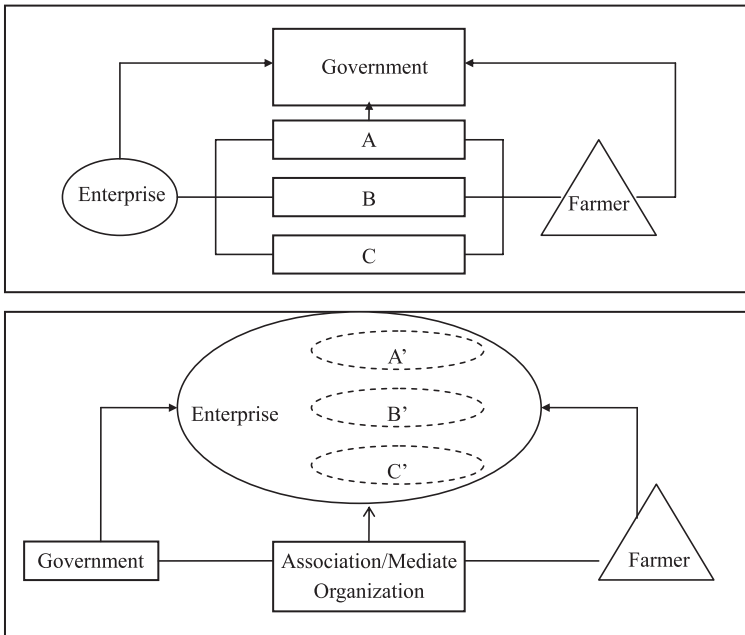 Government
A
Enterprise
B
Farmer
C
A’
Enterprise
B’
C’
Government
Association/Mediate
Organization
Farmer